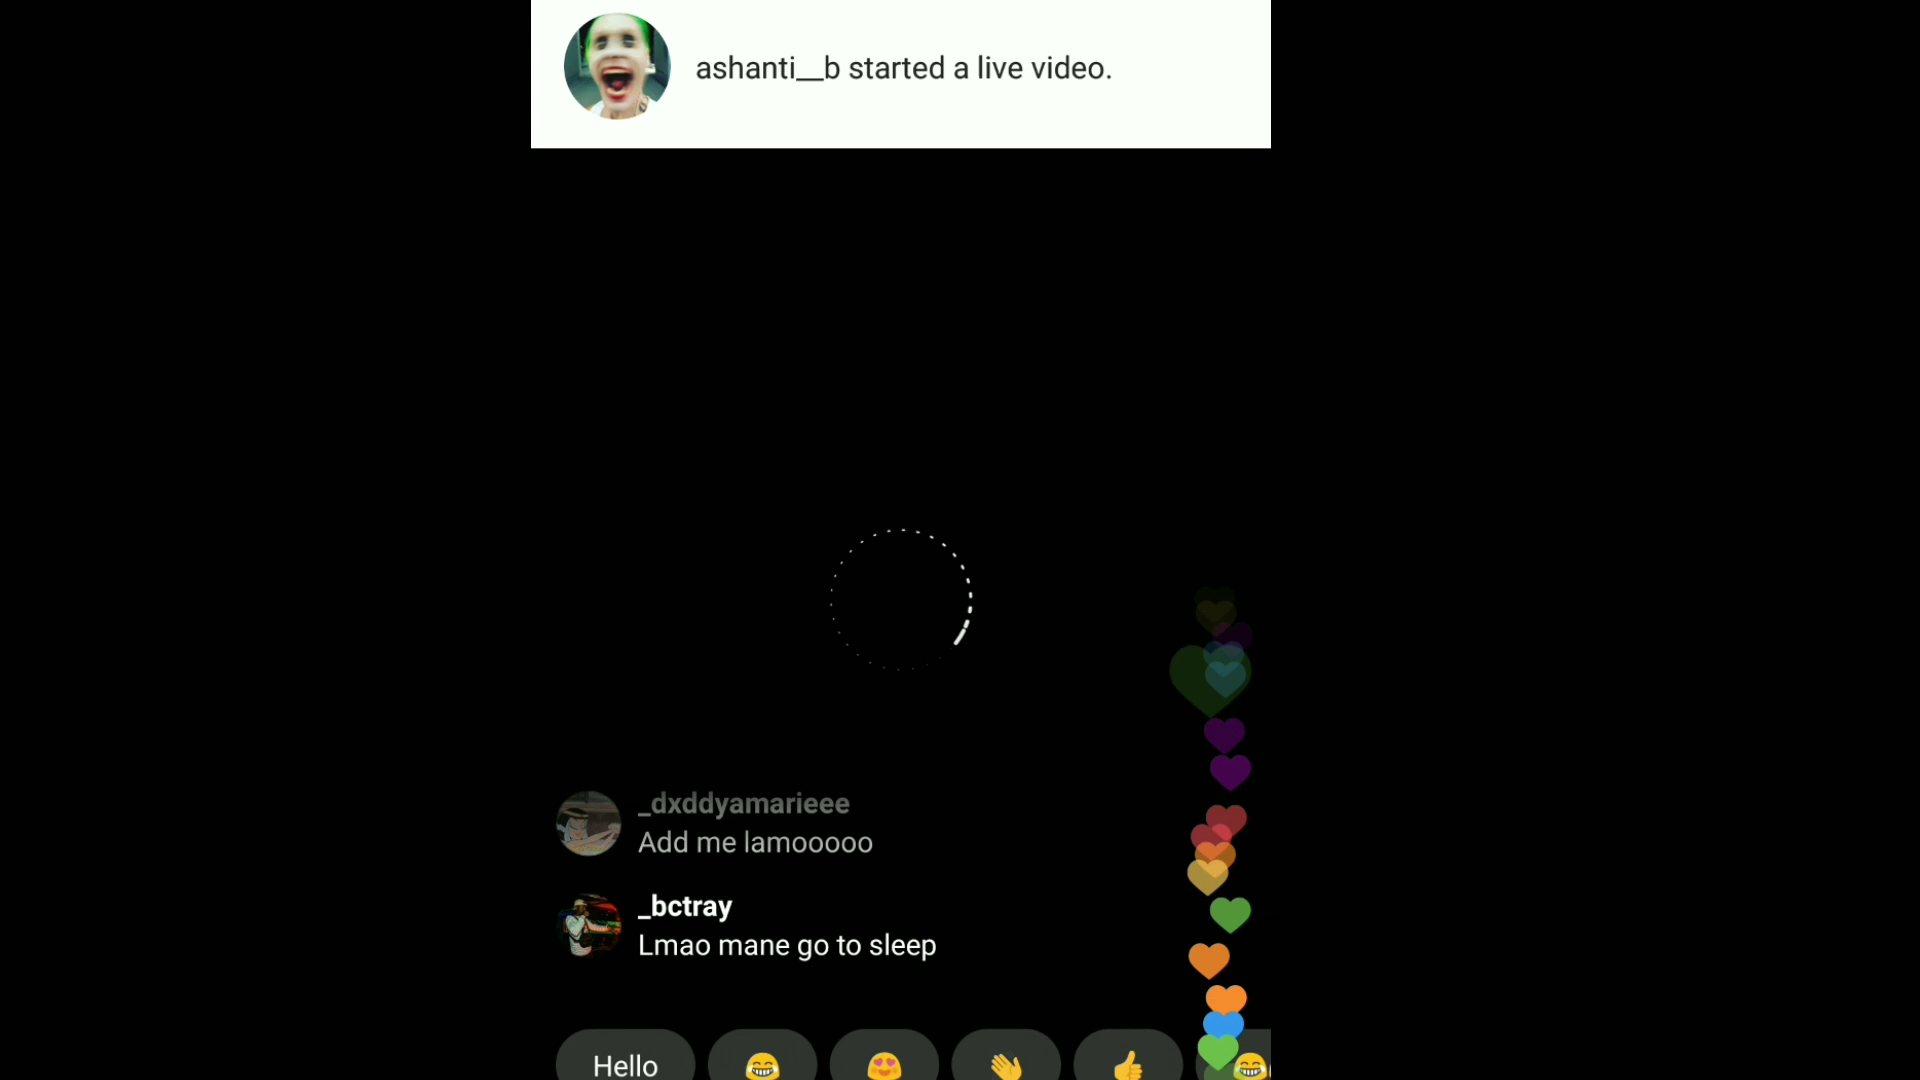 ashanti__b started a live video.
_dxddyamarieee
Add me lamooooo
_bctray
Lmao mane go to sleep
Hello